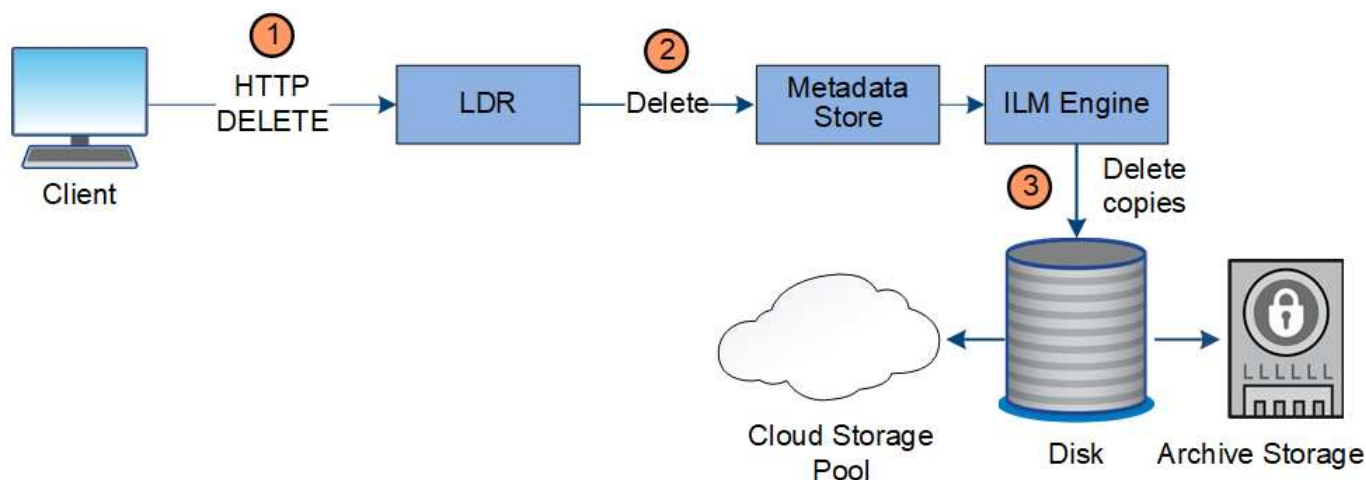 1
HTTP
DELETE
Client
LDR
2
Delete
Metadata
Store
ILM Engine
3
Delete
copies
Cloud Storage
Pool
Disk
LLLLLL
Archive Storage